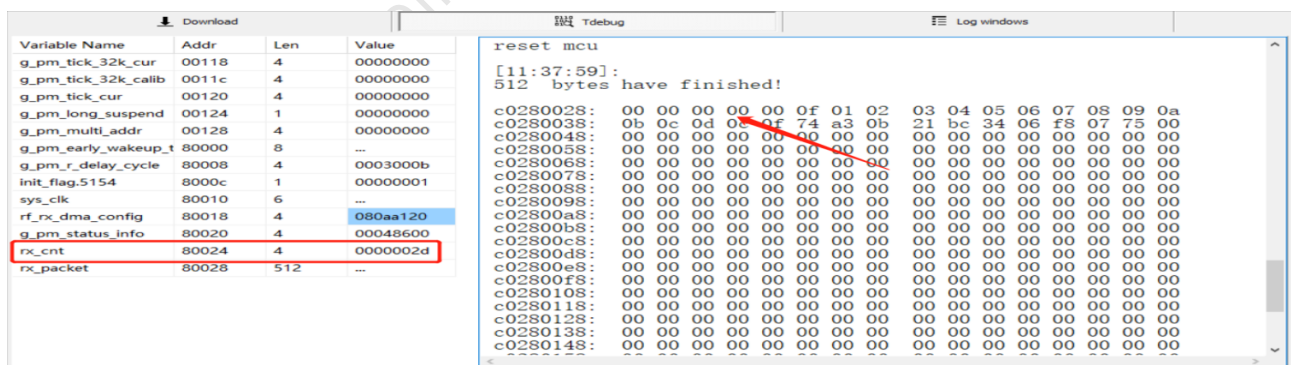 Download
Tdebug
Log windows
Variable Name Addr Len Value
g_pm_tick_32k_cur 00118 4 00000000
g_pm_tick_32k_calib 0011c 4 00000000
g_pm_tick_cur 00120 4 00000000
g_pm_long_suspend 00124 1 00000000
g_pm_multi_addr 00128 4 00000000
g_pm_early_wakeup_t 80000 8 ...
g_pm_r_delay_cycle 80008 4 0003000b
init_flag.5154 8000c 1 00000001
sys_clk 80010 6 ...
rf_rx_dma_config 80018 4 080aa120
g_pm_status_info 80020 4 00048600
rx_cnt 80024 4 0000002d
rx_packet 80028 512 ...
reset mcu
[11:37:59]:
512 bytes have finished!
c0280028: 00 00 00 00 00 0f 01 02 03 04 05 06 07 08 09 0a
c0280038: 0b 0c 0d 0e 0f 74 a3 0b 21 bc 34 06 f8 07 75 00
c0280048: 00 00 00 00 00 00 00 00 00 00 00 00 00 00 00 00
c0280058: 00 00 00 00 00 00 00 00 00 00 00 00 00 00 00 00
c0280068: 00 00 00 00 00 00 00 00 00 00 00 00 00 00 00 00
c0280078: 00 00 00 00 00 00 00 00 00 00 00 00 00 00 00 00
c0280088: 00 00 00 00 00 00 00 00 00 00 00 00 00 00 00 00
c0280098: 00 00 00 00 00 00 00 00 00 00 00 00 00 00 00 00
c02800a8: 00 00 00 00 00 00 00 00 00 00 00 00 00 00 00 00
c02800b8: 00 00 00 00 00 00 00 00 00 00 00 00 00 00 00 00
c02800c8: 00 00 00 00 00 00 00 00 00 00 00 00 00 00 00 00
c02800d8: 00 00 00 00 00 00 00 00 00 00 00 00 00 00 00 00
c02800e8: 00 00 00 00 00 00 00 00 00 00 00 00 00 00 00 00
c02800f8: 00 00 00 00 00 00 00 00 00 00 00 00 00 00 00 00
c0280108: 00 00 00 00 00 00 00 00 00 00 00 00 00 00 00 00
c0280118: 00 00 00 00 00 00 00 00 00 00 00 00 00 00 00 00
c0280128: 00 00 00 00 00 00 00 00 00 00 00 00 00 00 00 00
c0280138: 00 00 00 00 00 00 00 00 00 00 00 00 00 00 00 00
c0280148: 00 00 00 00 00 00 00 00 00 00 00 00 00 00 00 00